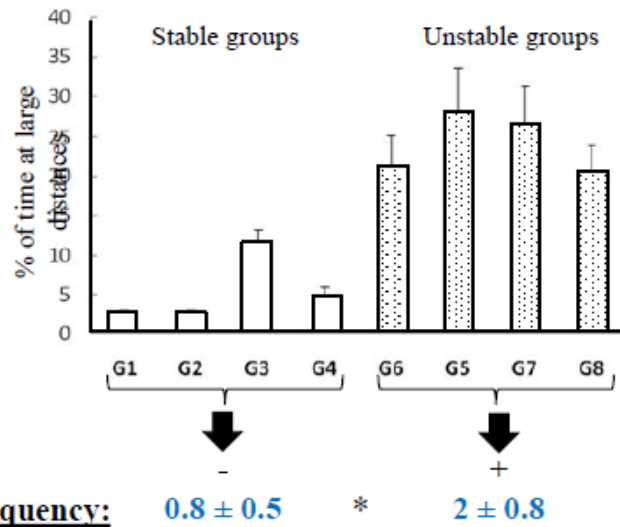 40
Stable groups
Unstable groups
35
30
25
20
15
10
5
0
% of time at large
distances
G1 G2 G3 G4 G6 G5 G7 G8
- +
quency: 0.8 ± 0.5 * 2 ± 0.8